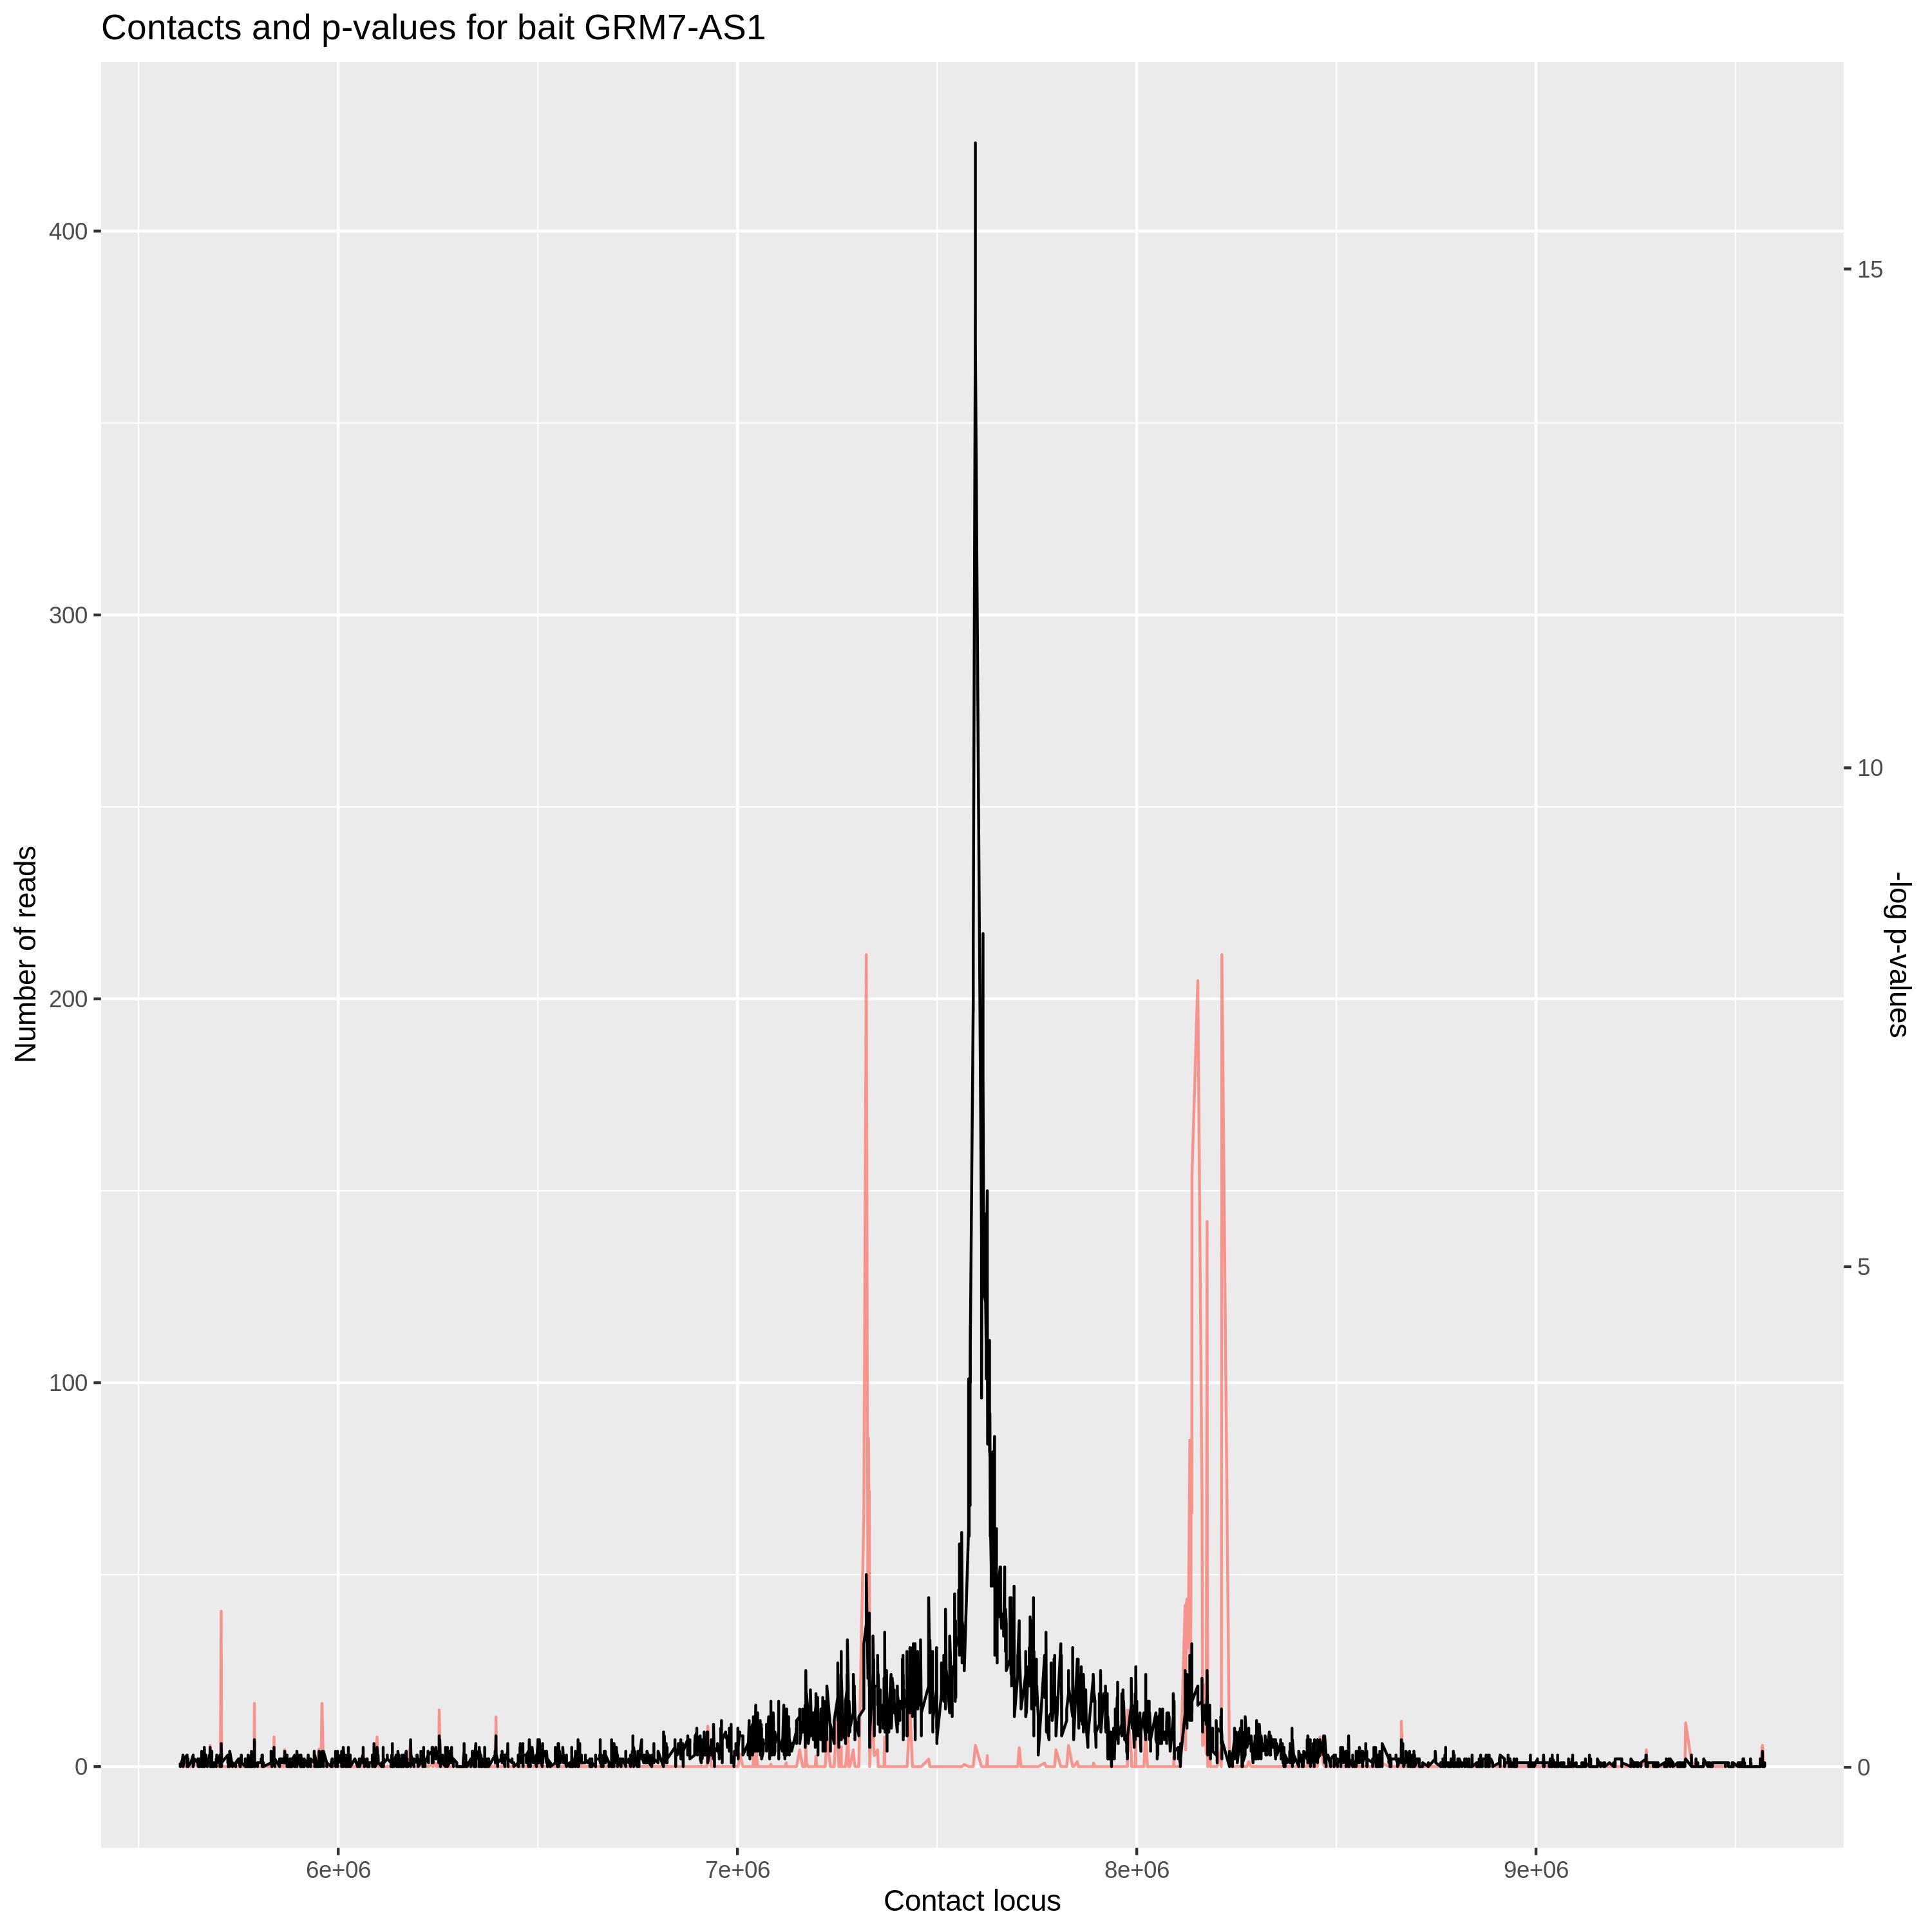 Contacts and p-values for bait GRM7-AS1
400
300
200
100
0
15
10
5
0
Number of reads
-log p-values
6e+06
7e+06
8e+06
9e+06
Contact locus